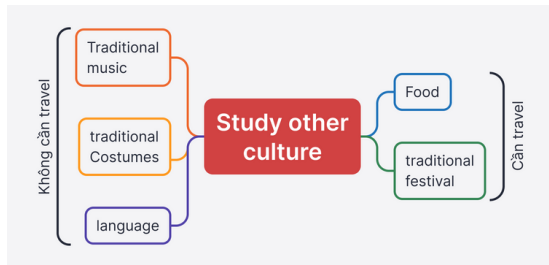 Không cần travel
Traditional
music
traditional
Costumes
language
Study other
culture
Food
traditional
festival
Cần travel